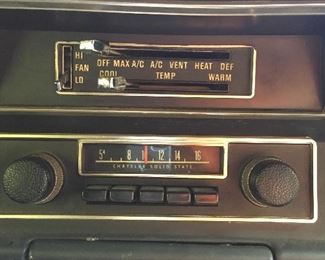 HI
OFF MAX A/C A/C VENT HEAT DEF
FAN
COOL TEMP WARM
LO
5 8 12 14 16
CHRYSLER SOLID STATE